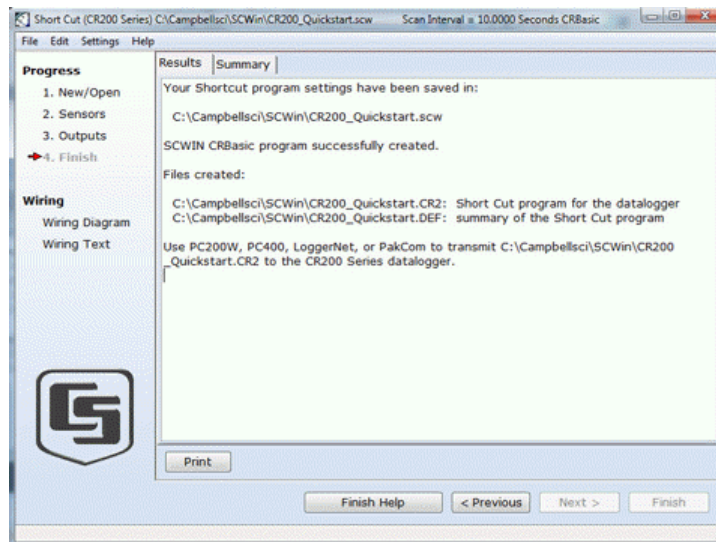 Short Cut (CR200 Series) C:\Campbellsci\SCWin\CR200_Quickstart.scw Scan Interval = 10.0000 Seconds CRBasic
File Edit Settings Help
Progress
1. New/Open
2. Sensors
3. Outputs
4. Finish
Wiring
Wiring Diagram
Wiring Text
Results Summary
Your Shortcut program settings have been saved in:
C:\Campbellsci\SCWin\CR200_Quickstart.scw
SCWIN CRBasic program successfully created.
Files created:
C:\Campbellsci\SCWin\CR200_Quickstart.CR2: Short Cut program for the datalogger
C:\Campbellsci\SCWin\CR200_Quickstart.DEF: summary of the Short Cut program
Use PC200W, PC400, LoggerNet, or PakCom to transmit C:\Campbellsci\SCWin\CR200
_Quickstart.CR2 to the CR200 Series datalogger.
CS
Print
Finish Help < Previous Next > Finish